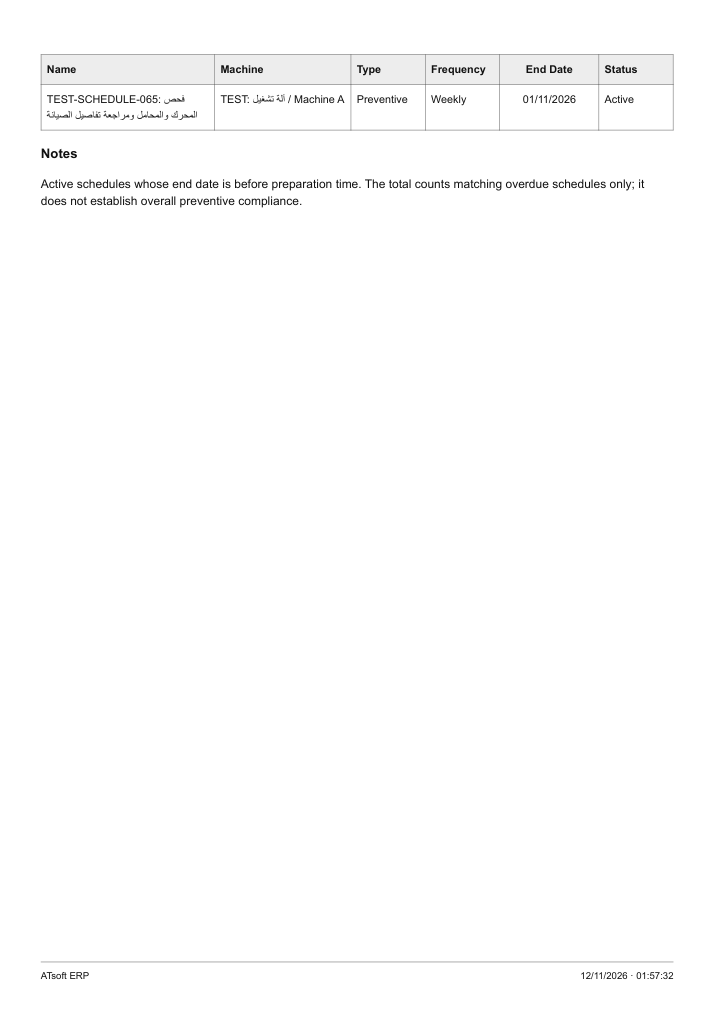 Name Machine Type Frequency End Date Status
TEST-SCHEDULE-065: فحص TEST: آلة تشغيل / Machine A Preventive Weekly 01/11/2026 Active
المحرك والمحامل ومراجعة تفاصيل الصيانة
Notes
Active schedules whose end date is before preparation time. The total counts matching overdue schedules only; it
does not establish overall preventive compliance.
ATsoft ERP 12/11/2026 · 01:57:32